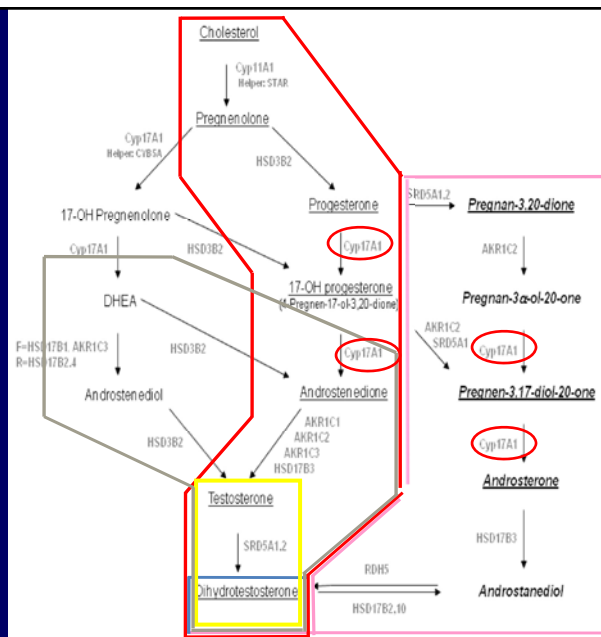 Cholesterol
Cyp11A1
Helper: STAR
Pregnenolone
Cyp17A1
Helper: CYB5A
HSD3B2
Progesterone
17-OH Pregnenolone
HSD3B2
Cyp17A1
Cyp17A1
17-OH progesterone
(4-Pregnen-17-ol-3,20-dione)
DHEA
F=HSD17B1, AKR1C3
R=HSD17B2,4
HSD3B2
Cyp17A1
Androstenediol
Androstenedione
HSD3B2
AKR1C1
AKR1C2
AKR1C3
HSD17B3
Testosterone
SRD5A1,2
Dihydrotestosterone
SRD5A1,2
Pregnan-3,20-dione
AKR1C2
Pregnan-3α-ol-20-one
AKR1C2
SRD5A1
Cyp17A1
Pregnen-3,17-diol-20-one
Cyp17A1
Androsterone
HSD17B3
Androstanediol
RDH5
HSD17B2,10